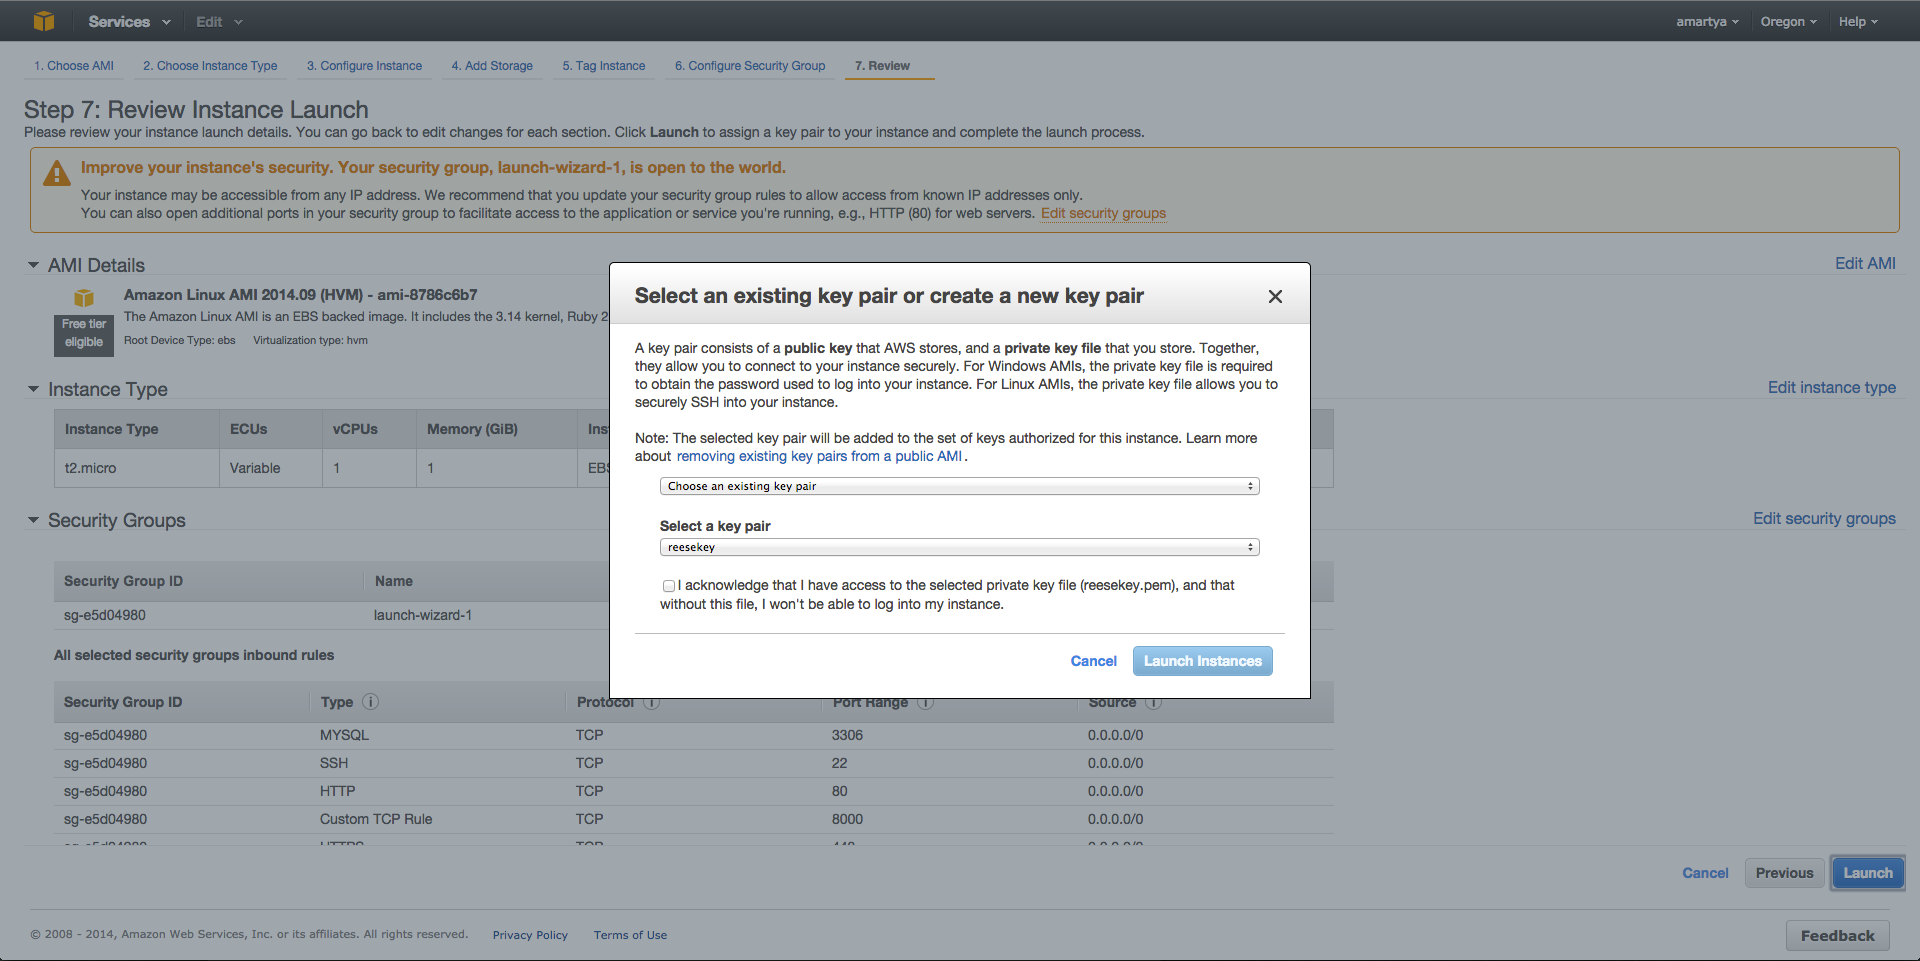 Services Edit amartya Oregon Help
1. Choose AMI 2. Choose Instance Type 3. Configure Instance 4. Add Storage 5. Tag Instance 6. Configure Security Group 7. Review
Step 7: Review Instance Launch
Please review your instance launch details. You can go back to edit changes for each section. Click Launch to assign a key pair to your instance and complete the launch process.
Improve your instance's security. Your security group, launch-wizard-1, is open to the world.
Your instance may be accessible from any IP address. We recommend that you update your security group rules to allow access from known IP addresses only.
You can also open additional ports in your security group to facilitate access to the application or service you're running, e.g., HTTP (80) for web servers. Edit security groups
AMI Details Edit AMI
Amazon Linux AMI 2014.09 (HVM) - ami-8786c6b7
The Amazon Linux AMI is an EBS backed image. It includes the 3.14 kernel, Ruby 2
Free tier
eligible
Root Device Type: ebs Virtualization type: hvm
Instance Type Edit instance type
Instance Type ECUs vCPUs Memory (GiB) Ins
t2.micro Variable 1 1 EBS
Security Groups Edit security groups
Security Group ID Name
sg-e5d04980 launch-wizard-1
All selected security groups inbound rules
Security Group ID Type Protocol Port Range Source
sg-e5d04980 MYSQL TCP 3306 0.0.0.0/0
sg-e5d04980 SSH TCP 22 0.0.0.0/0
sg-e5d04980 HTTP TCP 80 0.0.0.0/0
sg-e5d04980 Custom TCP Rule TCP 8000 0.0.0.0/0
Select an existing key pair or create a new key pair
A key pair consists of a public key that AWS stores, and a private key file that you store. Together,
they allow you to connect to your instance securely. For Windows AMIs, the private key file is required
to obtain the password used to log into your instance. For Linux AMIs, the private key file allows you to
securely SSH into your instance.
Note: The selected key pair will be added to the set of keys authorized for this instance. Learn more
about removing existing key pairs from a public AMI.
Choose an existing key pair
Select a key pair
reesekey
I acknowledge that I have access to the selected private key file (reesekey.pem), and that
without this file, I won't be able to log into my instance.
Cancel Launch Instances
Cancel Previous Launch
© 2008 - 2014, Amazon Web Services, Inc. or its affiliates. All rights reserved. Privacy Policy Terms of Use
Feedback